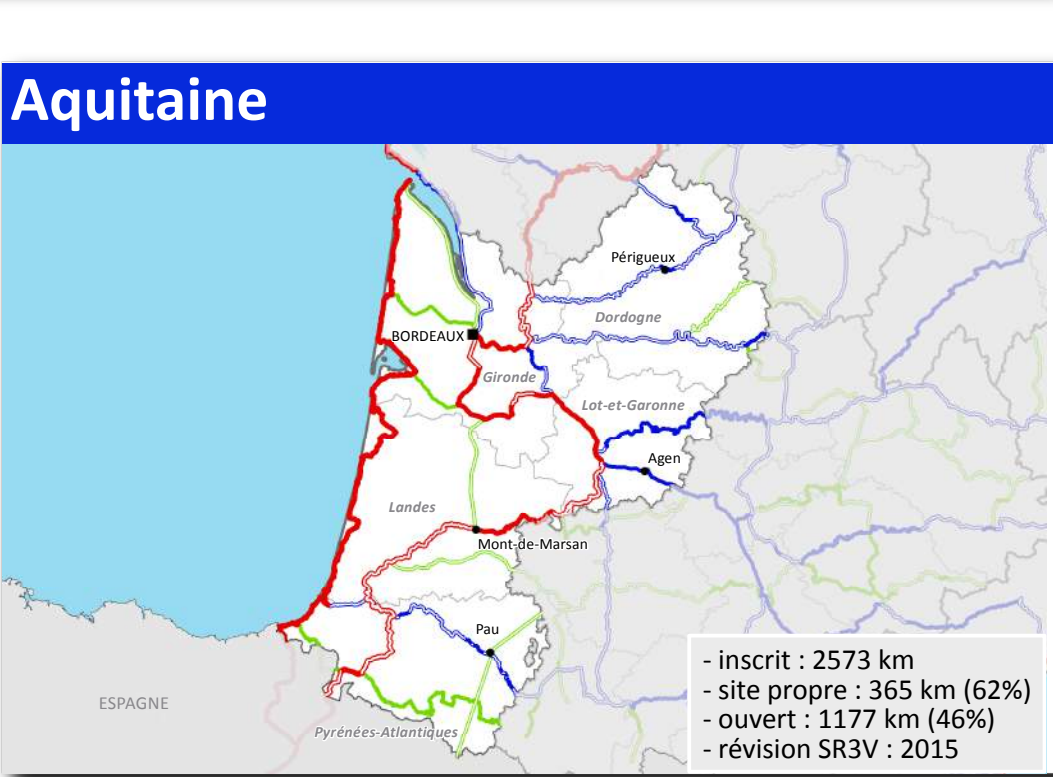 Aquitaine
Périgueux
Dordogne
BORDEAUX
Gironde
Lot-et-Garonne
Agen
Landes
Mont-de-Marsan
Pau
ESPAGNE
Pyrénées-Atlantiques
- inscrit : 2573 km
- site propre : 365 km (62%)
- ouvert : 1177 km (46%)
- révision SR3V : 2015